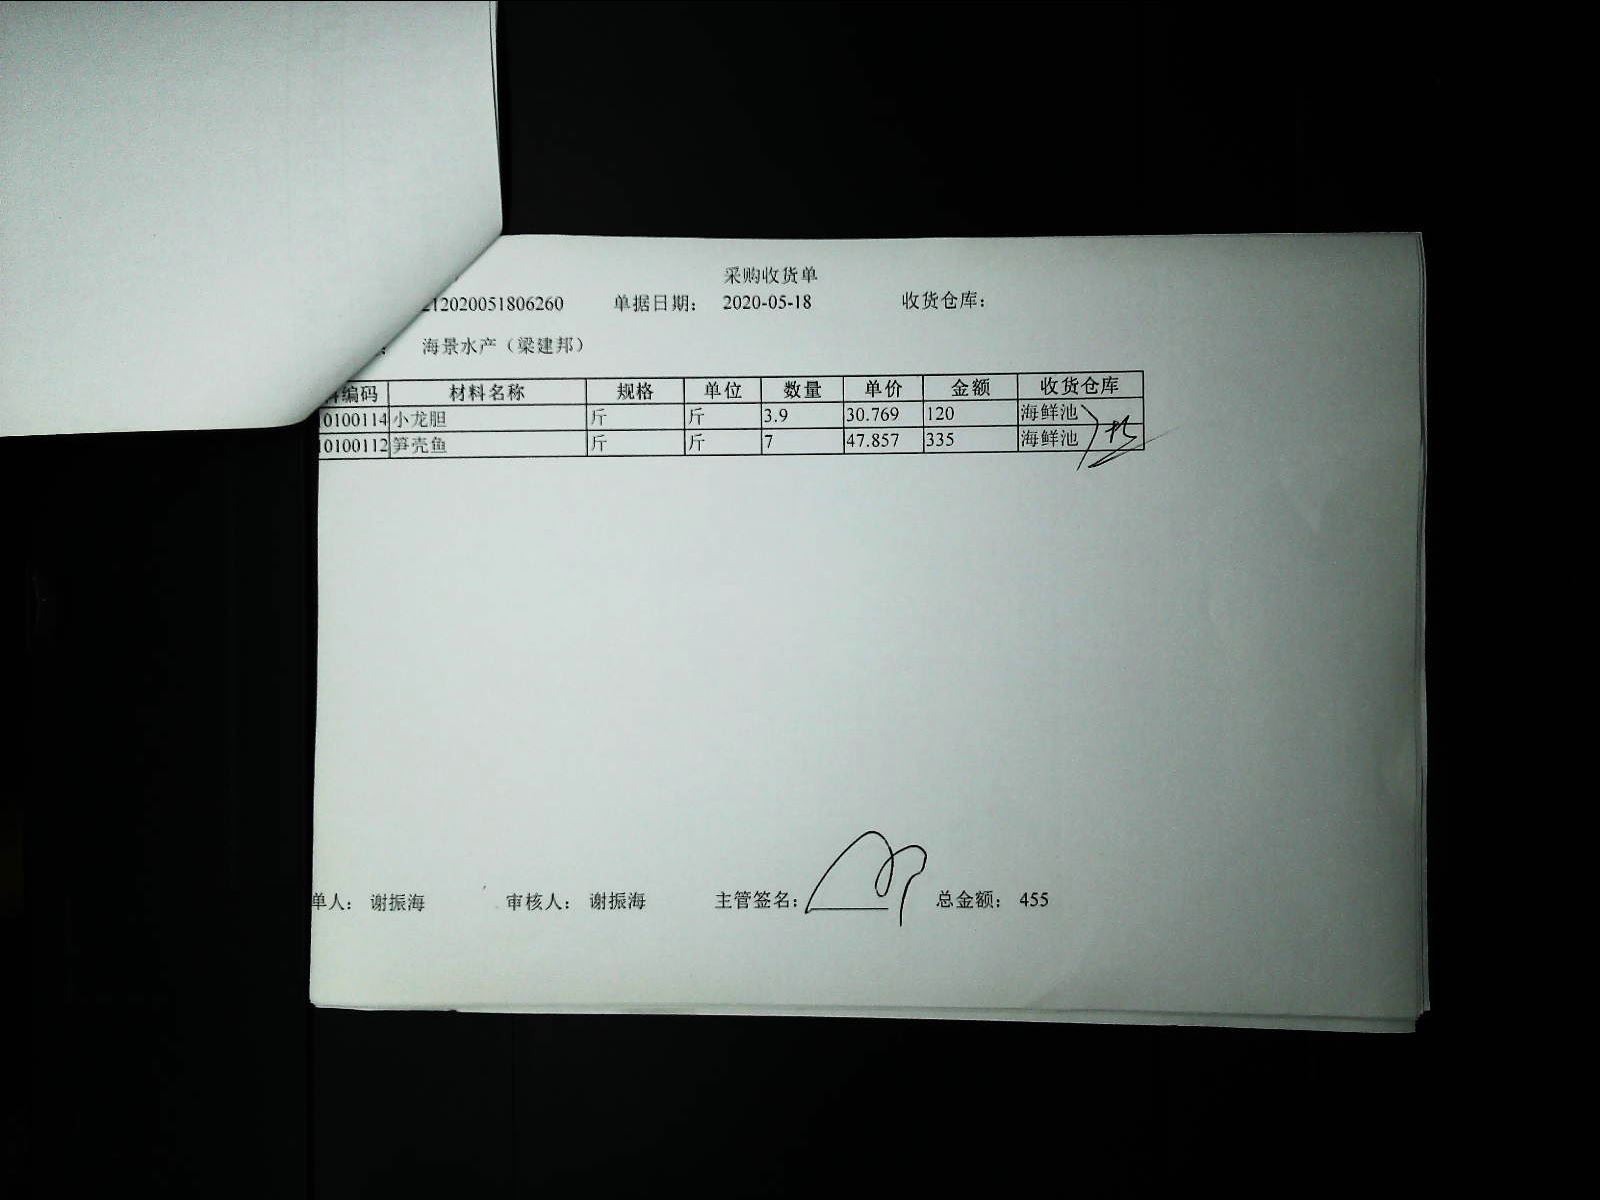 采购收货单
212020051806260 单据日期： 2020-05-18 收货仓库：
： 海景水产（梁建邦）
编码 材料名称 规格 单位 数量 单价 金额 收货仓库
0100114 小龙胆 斤 斤 3.9 30.769 120 海鲜池
0100112 笋壳鱼 斤 斤 7 47.857 335 海鲜池
单人： 谢振海 审核人： 谢振海 主管签名： 总金额： 455